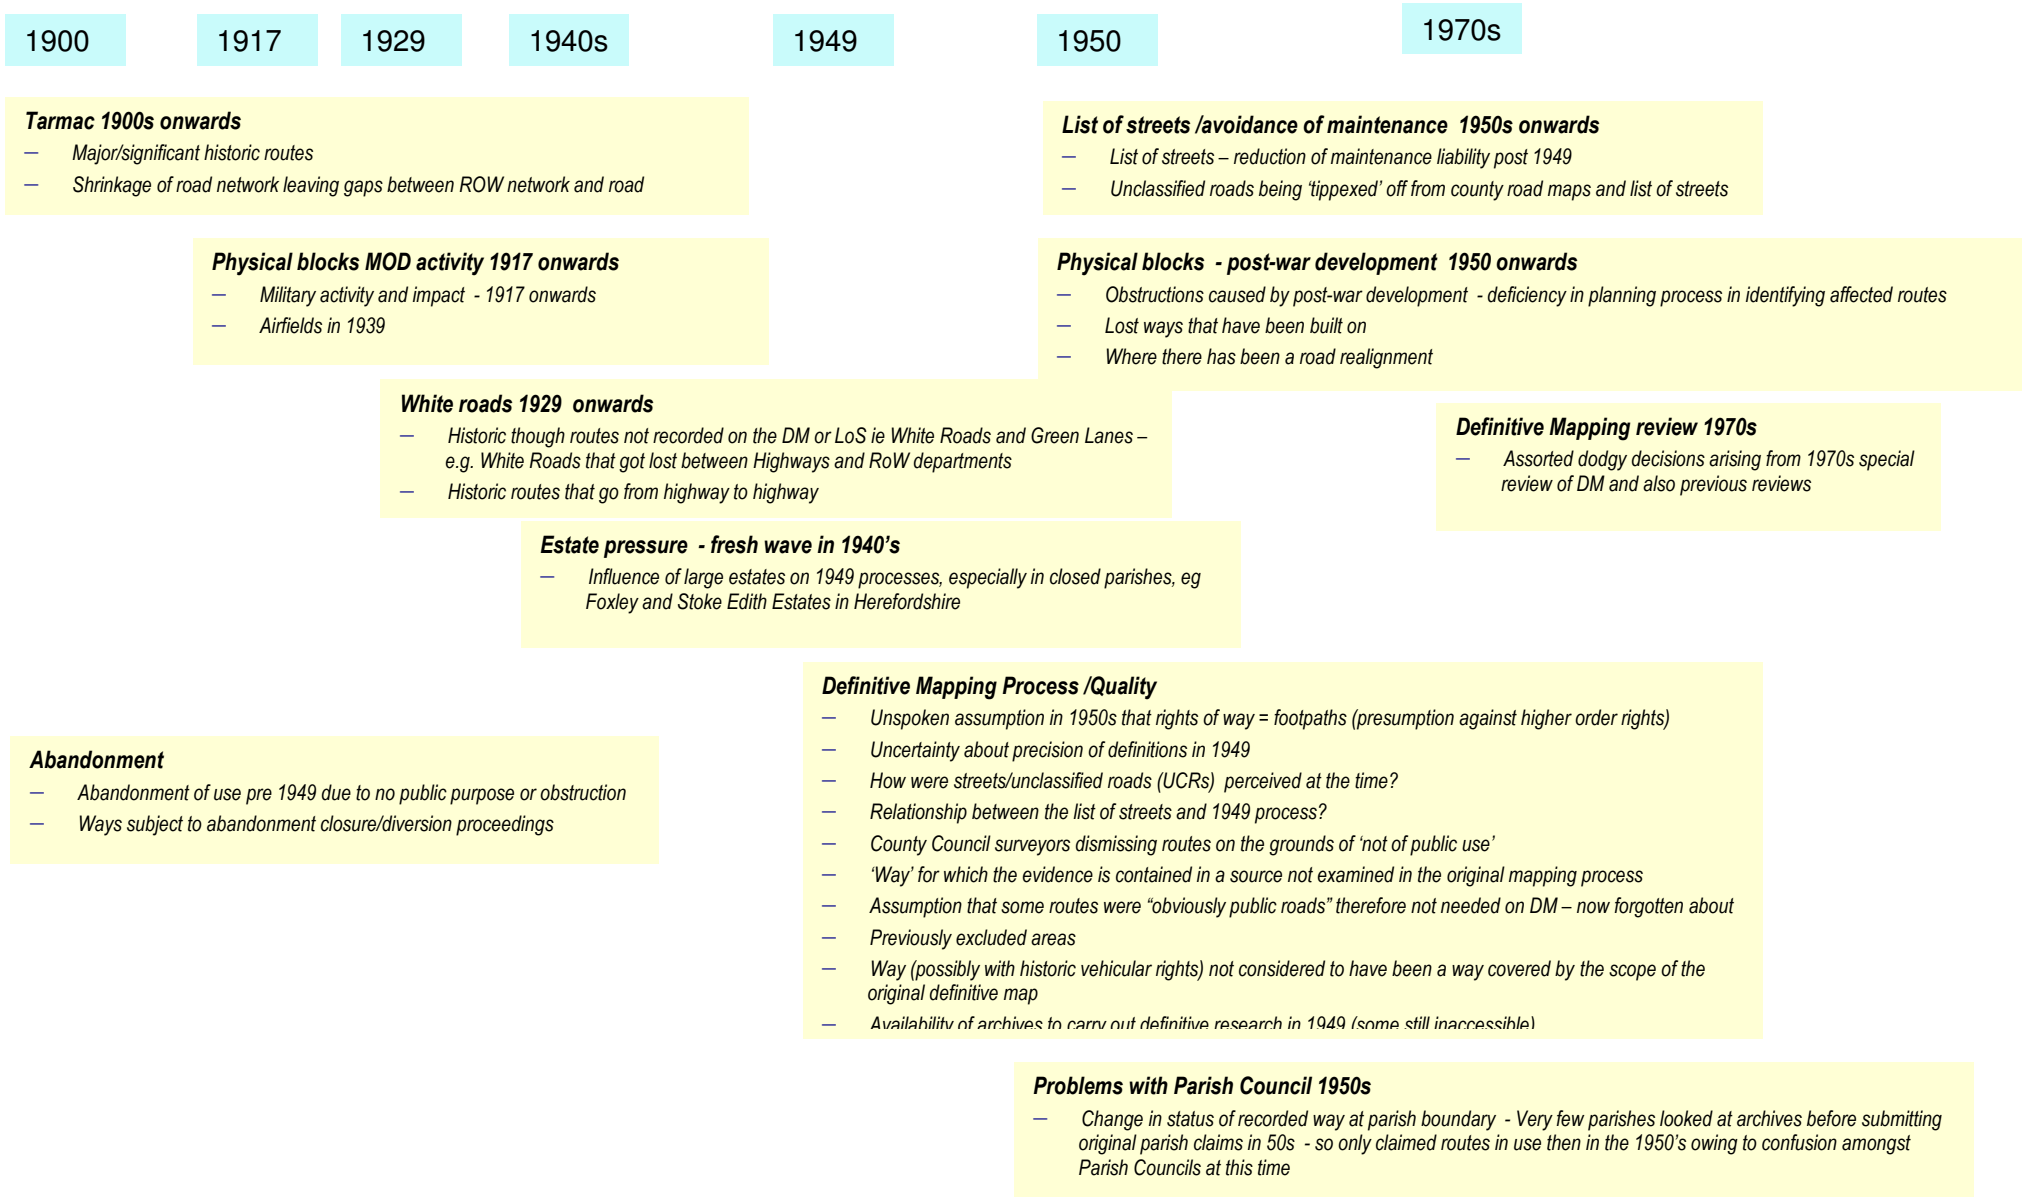 1900
1917
1929
1940s
1949
1950
1970s
Tarmac 1900s onwards
– Major/significant historic routes
– Shrinkage of road network leaving gaps between ROW network and road
List of streets /avoidance of maintenance 1950s onwards
– List of streets – reduction of maintenance liability post 1949
– Unclassified roads being ‘tippexed’ off from county road maps and list of streets
Physical blocks MOD activity 1917 onwards
– Military activity and impact - 1917 onwards
– Airfields in 1939
Physical blocks - post-war development 1950 onwards
– Obstructions caused by post-war development - deficiency in planning process in identifying affected routes
– Lost ways that have been built on
– Where there has been a road realignment
White roads 1929 onwards
– Historic though routes not recorded on the DM or LoS ie White Roads and Green Lanes –
e.g. White Roads that got lost between Highways and RoW departments
– Historic routes that go from highway to highway
Definitive Mapping review 1970s
– Assorted dodgy decisions arising from 1970s special
review of DM and also previous reviews
Estate pressure - fresh wave in 1940’s
– Influence of large estates on 1949 processes, especially in closed parishes, eg
Foxley and Stoke Edith Estates in Herefordshire
Definitive Mapping Process /Quality
– Unspoken assumption in 1950s that rights of way = footpaths (presumption against higher order rights)
– Uncertainty about precision of definitions in 1949
– How were streets/unclassified roads (UCRs) perceived at the time?
– Relationship between the list of streets and 1949 process?
– County Council surveyors dismissing routes on the grounds of ‘not of public use’
– ‘Way’ for which the evidence is contained in a source not examined in the original mapping process
– Assumption that some routes were “obviously public roads” therefore not needed on DM – now forgotten about
– Previously excluded areas
– Way (possibly with historic vehicular rights) not considered to have been a way covered by the scope of the
original definitive map
– Availability of archives to carry out definitive research in 1949 (some still inaccessible)
Abandonment
– Abandonment of use pre 1949 due to no public purpose or obstruction
– Ways subject to abandonment closure/diversion proceedings
Problems with Parish Council 1950s
– Change in status of recorded way at parish boundary - Very few parishes looked at archives before submitting
original parish claims in 50s - so only claimed routes in use then in the 1950’s owing to confusion amongst
Parish Councils at this time